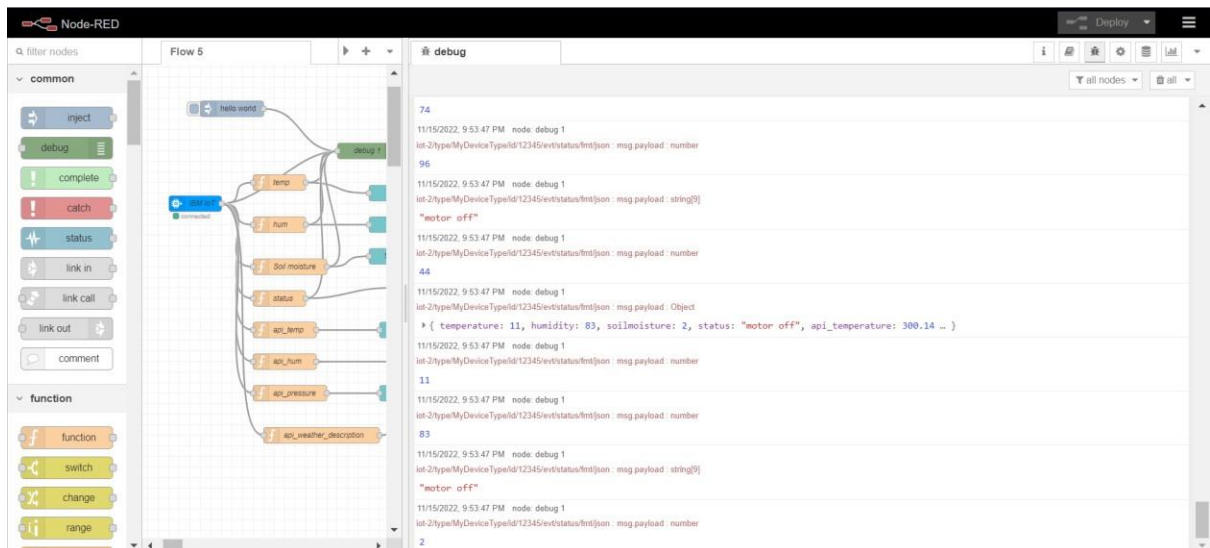 Node-RED
Deploy
filter nodes
Flow 5
debug
i
all nodes
all
common
inject
debug
complete
catch
status
link in
link call
link out
comment
function
function
switch
change
range
hello world
debug 1
IBM IoT
connected
temp
hum
Soil moisture
status
api_temp
api_hum
api_pressure
api_weather_description
74
11/15/2022, 9:53:47 PM node: debug 1
iot-2/type/MyDeviceType/id/12345/evt/status/fmt/json : msg.payload : number
96
11/15/2022, 9:53:47 PM node: debug 1
iot-2/type/MyDeviceType/id/12345/evt/status/fmt/json : msg.payload : string[9]
"motor off"
11/15/2022, 9:53:47 PM node: debug 1
iot-2/type/MyDeviceType/id/12345/evt/status/fmt/json : msg.payload : number
44
11/15/2022, 9:53:47 PM node: debug 1
iot-2/type/MyDeviceType/id/12345/evt/status/fmt/json : msg.payload : Object
{ temperature: 11, humidity: 83, soilmoisture: 2, status: "motor off", api_temperature: 300.14 … }
11/15/2022, 9:53:47 PM node: debug 1
iot-2/type/MyDeviceType/id/12345/evt/status/fmt/json : msg.payload : number
11
11/15/2022, 9:53:47 PM node: debug 1
iot-2/type/MyDeviceType/id/12345/evt/status/fmt/json : msg.payload : number
83
11/15/2022, 9:53:47 PM node: debug 1
iot-2/type/MyDeviceType/id/12345/evt/status/fmt/json : msg.payload : string[9]
"motor off"
11/15/2022, 9:53:47 PM node: debug 1
iot-2/type/MyDeviceType/id/12345/evt/status/fmt/json : msg.payload : number
2